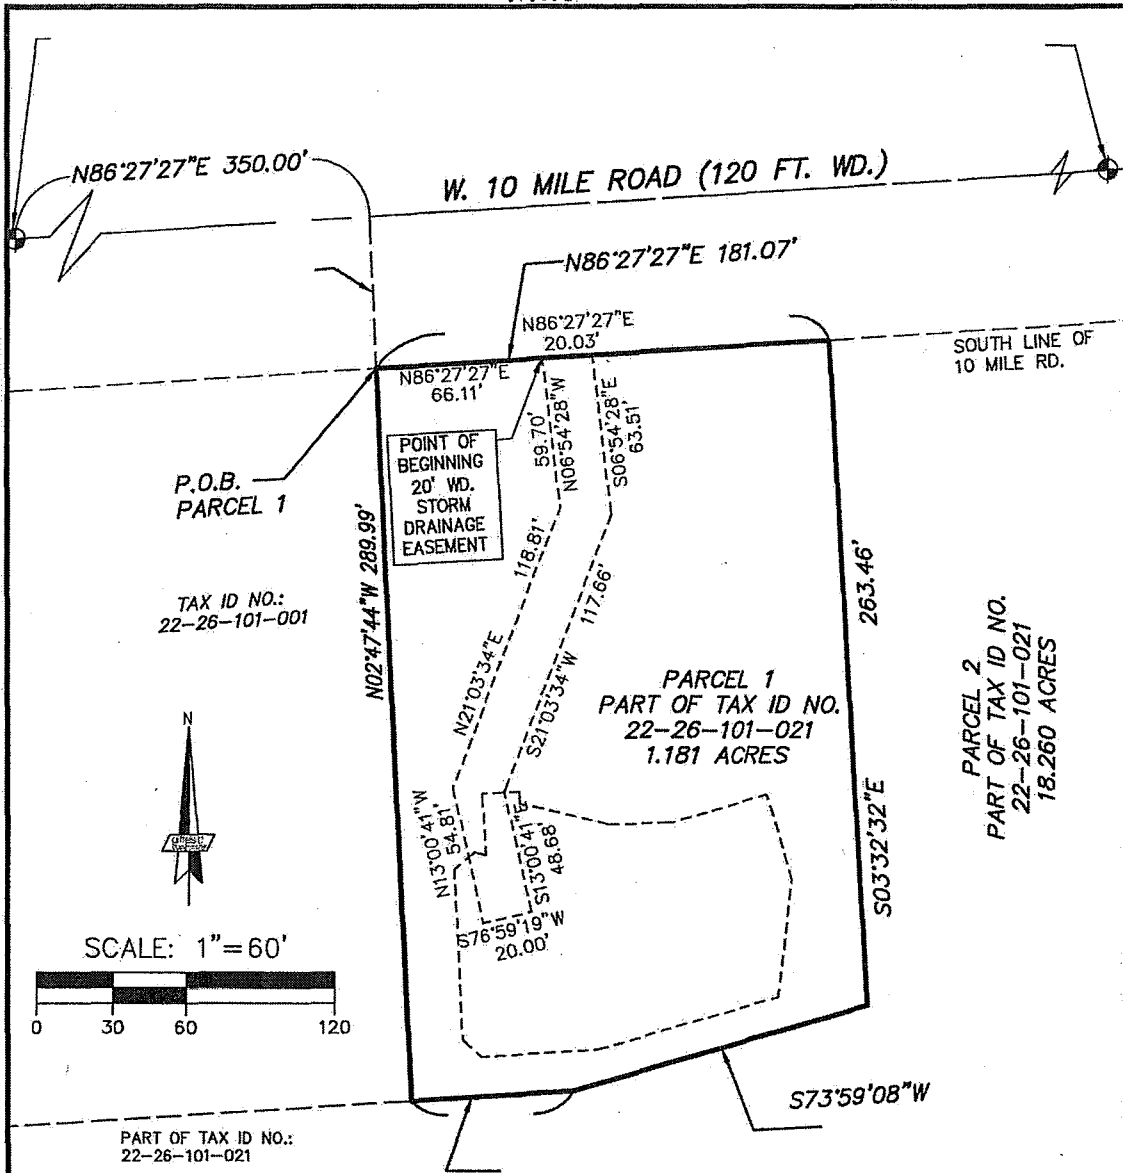 N86°27'27"E 350.00'
W. 10 MILE ROAD (120 FT. WD.)
N86°27'27"E 181.07'
N86°27'27"E
20.03'
SOUTH LINE OF
10 MILE RD.
N86°27'27"E
66.11'
POINT OF
BEGINNING
20' WD.
STORM
DRAINAGE
EASEMENT
59.70'
N06°54'28"W
S06°54'28"E
63.51'
P.O.B.
PARCEL 1
N02°47'44"W 289.99'
118.81'
N21°03'34"E
117.66'
S21°03'34"W
263.46'
S03°32'32"E
TAX ID NO.:
22-26-101-001
PARCEL 1
PART OF TAX ID NO.
22-26-101-021
1.181 ACRES
PARCEL 2
PART OF TAX ID NO.
22-26-101-021
18.260 ACRES
N
N13°00'41"W
54.81'
S13°00'41"E
48.68'
S76°59'19"W
20.00'
SCALE: 1"=60'
0 30 60 120
S73°59'08"W
PART OF TAX ID NO.:
22-26-101-021